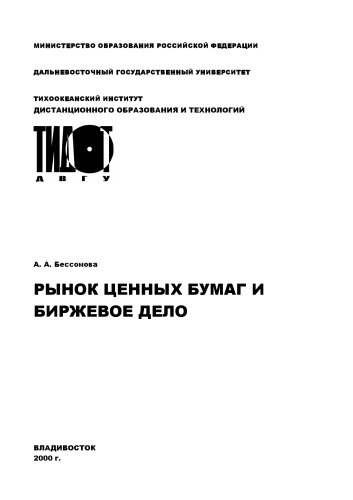 МИНИСТЕРСТВО ОБРАЗОВАНИЯ РОССИЙСКОЙ ФЕДЕРАЦИИ
ДАЛЬНЕВОСТОЧНЫЙ ГОСУДАРСТВЕННЫЙ УНИВЕРСИТЕТ
ТИХООКЕАНСКИЙ ИНСТИТУТ
ДИСТАНЦИОННОГО ОБРАЗОВАНИЯ И ТЕХНОЛОГИЙ
ТИДОТ
ДВГУ
А. А. Бессонова
РЫНОК ЦЕННЫХ БУМАГ И
БИРЖЕВОЕ ДЕЛО
ВЛАДИВОСТОК
2000 г.